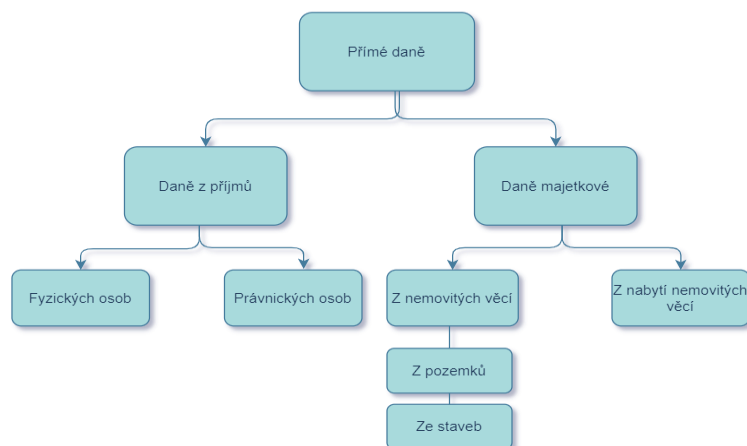 Přímé daně
Daně z příjmů
Daně majetkové
Fyzických osob
Právnických osob
Z nemovitých věcí
Z nabytí nemovitých
věcí
Z pozemků
Ze staveb